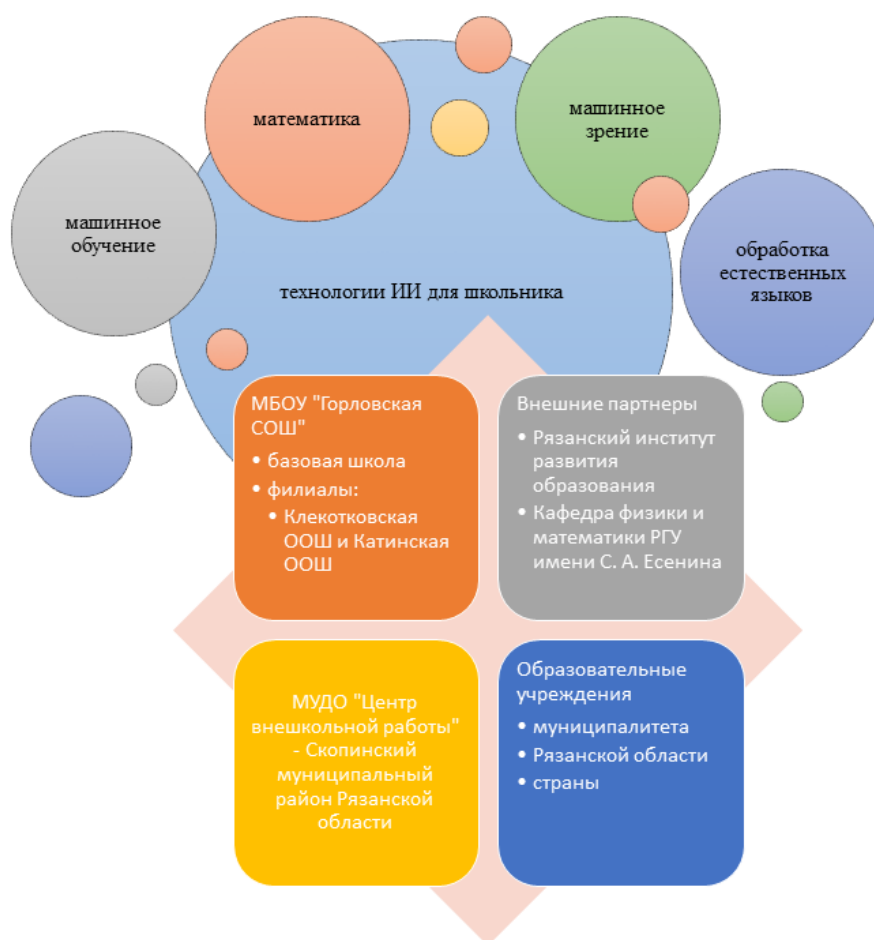 математика
машинное
зрение
машинное
обучение
обработка
естественных
языков
технологии ИИ для школьника
МБОУ "Горловская
СОШ"
• базовая школа
• филиалы:
• Клекотковская
ООШ и Катинская
ООШ
Внешние партнеры
• Рязанский институт
развития
образования
• Кафедра физики и
математики РГУ
имени С. А. Есенина
МУДО "Центр
внешкольной работы"
- Скопинский
муниципальный
район Рязанской
области
Образовательные
учреждения
• муниципалитета
• Рязанской области
• страны